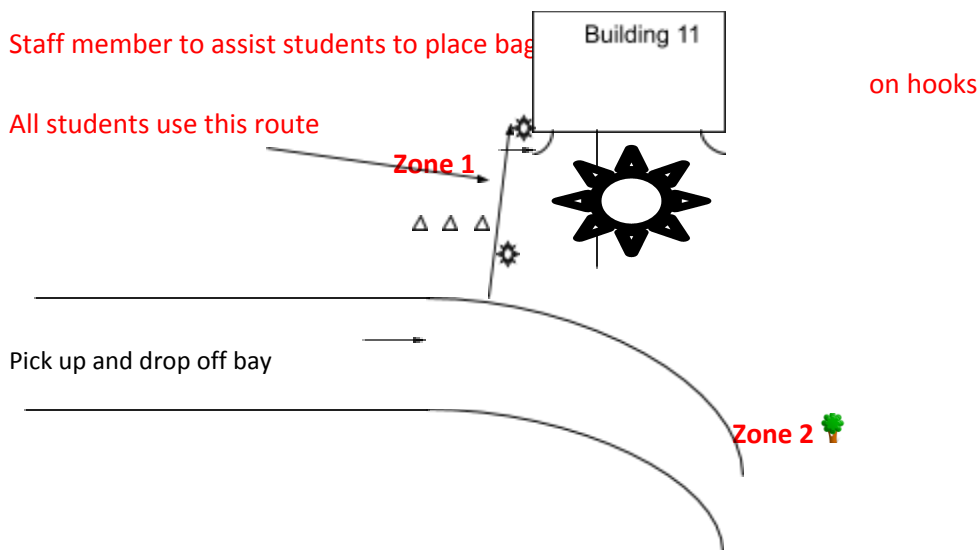 Building 11
Staff member to assist students to place bag
on hooks
All students use this route
Zone 1
Pick up and drop off bay
Zone 2